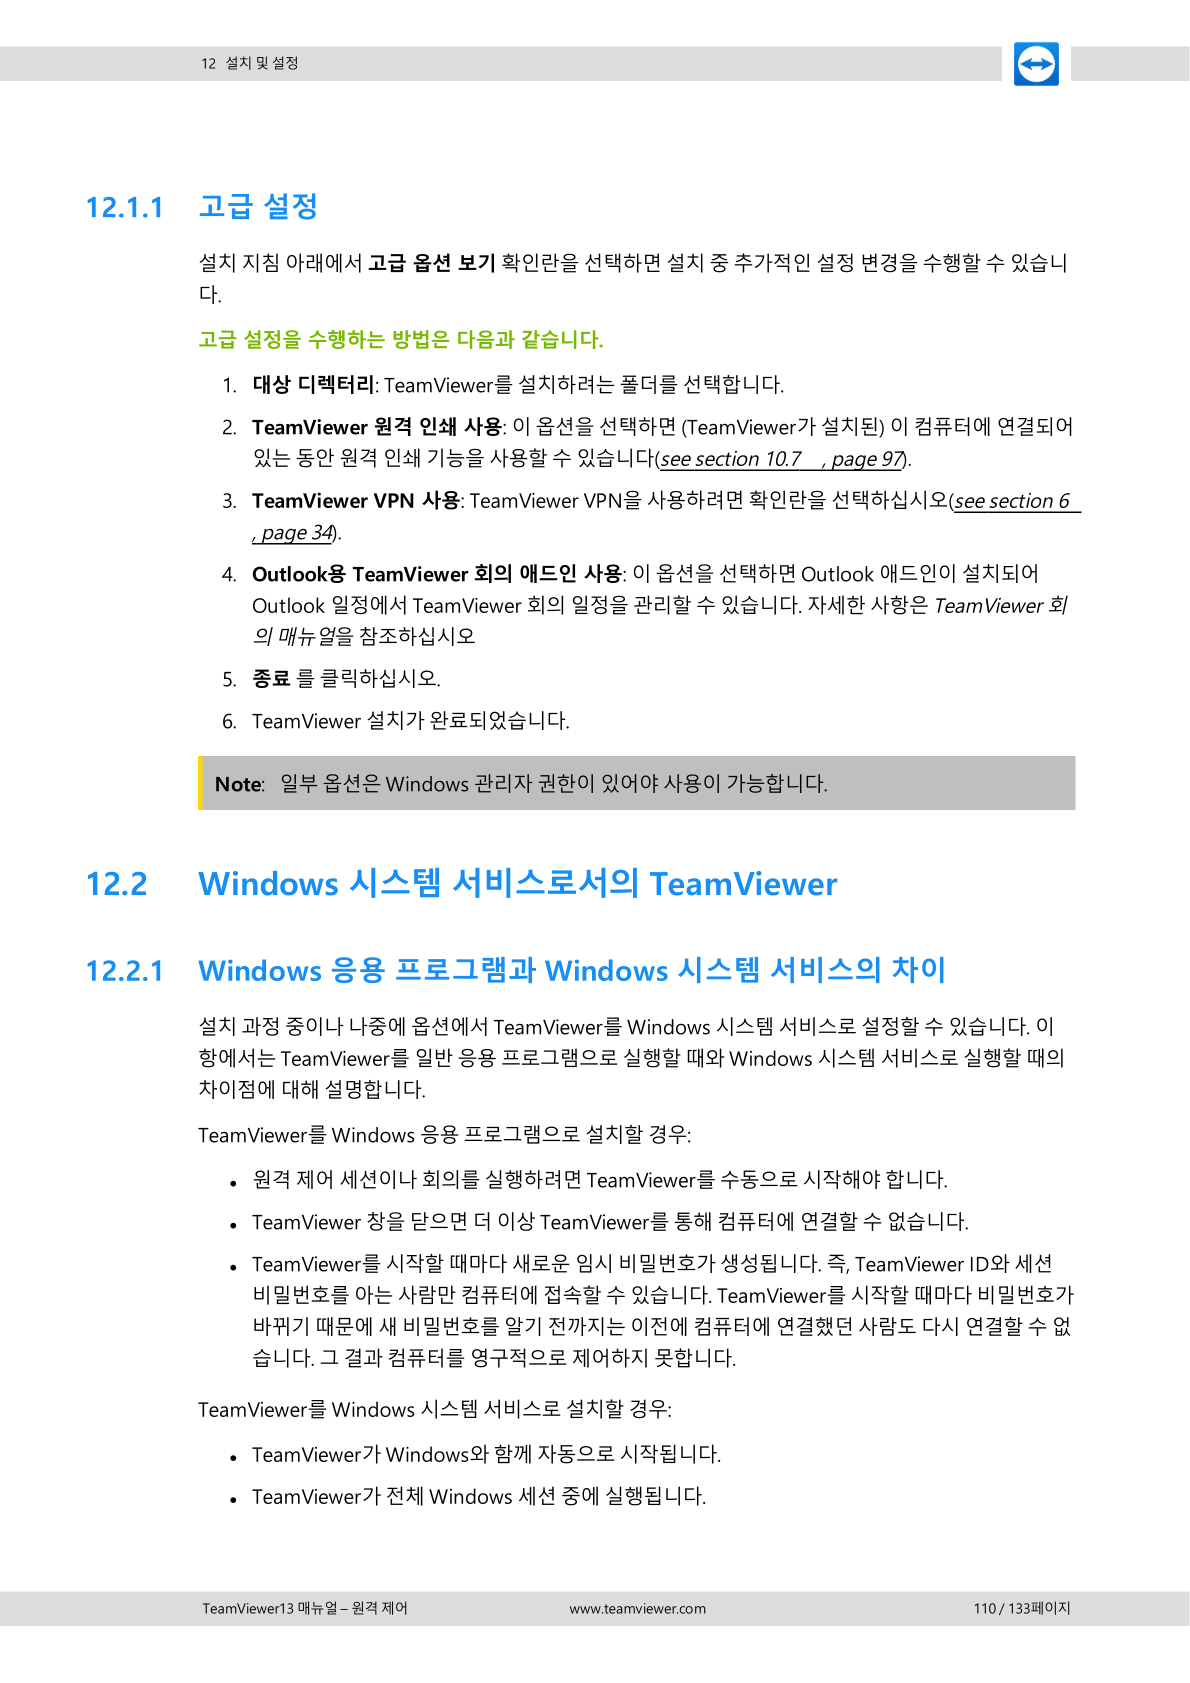 12 설치 및 설정
12.1.1 고급 설정
설치 지침 아래에서 고급 옵션 보기 확인란을 선택하면 설치 중 추가적인 설정 변경을 수행할 수 있습니
다.
고급 설정을 수행하는 방법은 다음과 같습니다.
1. 대상 디렉터리: TeamViewer를 설치하려는 폴더를 선택합니다.
2. TeamViewer 원격 인쇄 사용: 이 옵션을 선택하면 (TeamViewer가 설치된) 이 컴퓨터에 연결되어
있는 동안 원격 인쇄 기능을 사용할 수 있습니다(see section 10.7 , page 97).
3. TeamViewer VPN 사용: TeamViewer VPN을 사용하려면 확인란을 선택하십시오(see section 6
, page 34).
4. Outlook용 TeamViewer 회의 애드인 사용: 이 옵션을 선택하면 Outlook 애드인이 설치되어
Outlook 일정에서 TeamViewer 회의 일정을 관리할 수 있습니다. 자세한 사항은 TeamViewer 회
의 매뉴얼을 참조하십시오
5. 종료 를 클릭하십시오.
6. TeamViewer 설치가 완료되었습니다.
Note: 일부 옵션은 Windows 관리자 권한이 있어야 사용이 가능합니다.
12.2 Windows 시스템 서비스로서의 TeamViewer
12.2.1 Windows 응용 프로그램과 Windows 시스템 서비스의 차이
설치 과정 중이나 나중에 옵션에서 TeamViewer를 Windows 시스템 서비스로 설정할 수 있습니다. 이
항에서는 TeamViewer를 일반 응용 프로그램으로 실행할 때와 Windows 시스템 서비스로 실행할 때의
차이점에 대해 설명합니다.
TeamViewer를 Windows 응용 프로그램으로 설치할 경우:
• 원격 제어 세션이나 회의를 실행하려면 TeamViewer를 수동으로 시작해야 합니다.
• TeamViewer 창을 닫으면 더 이상 TeamViewer를 통해 컴퓨터에 연결할 수 없습니다.
• TeamViewer를 시작할 때마다 새로운 임시 비밀번호가 생성됩니다. 즉, TeamViewer ID와 세션
비밀번호를 아는 사람만 컴퓨터에 접속할 수 있습니다. TeamViewer를 시작할 때마다 비밀번호가
바뀌기 때문에 새 비밀번호를 알기 전까지는 이전에 컴퓨터에 연결했던 사람도 다시 연결할 수 없
습니다. 그 결과 컴퓨터를 영구적으로 제어하지 못합니다.
TeamViewer를 Windows 시스템 서비스로 설치할 경우:
• TeamViewer가 Windows와 함께 자동으로 시작됩니다.
• TeamViewer가 전체 Windows 세션 중에 실행됩니다.
TeamViewer13 매뉴얼 – 원격 제어 www.teamviewer.com 110 / 133페이지